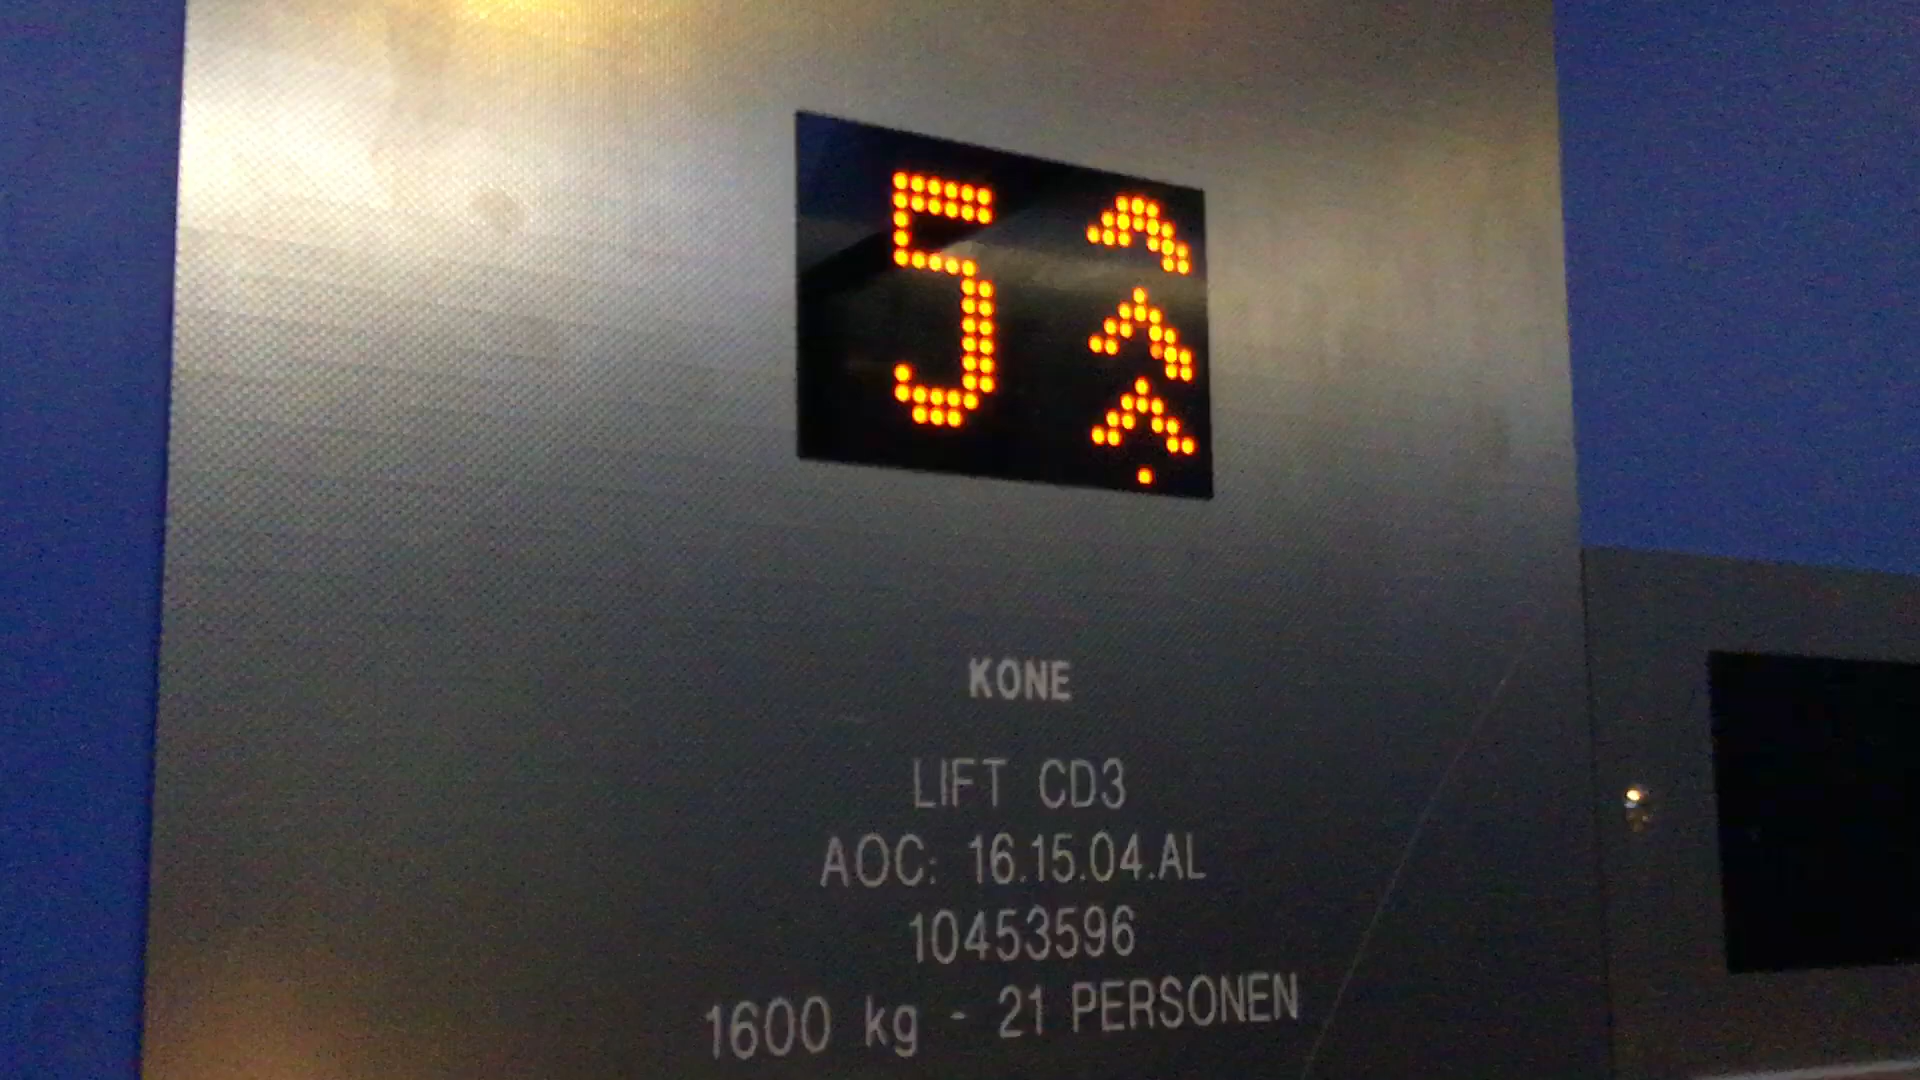 5
KONE
LIFT CD3
AOC: 16.15.04.AL
10453596
1600 kg - 21 PERSONEN